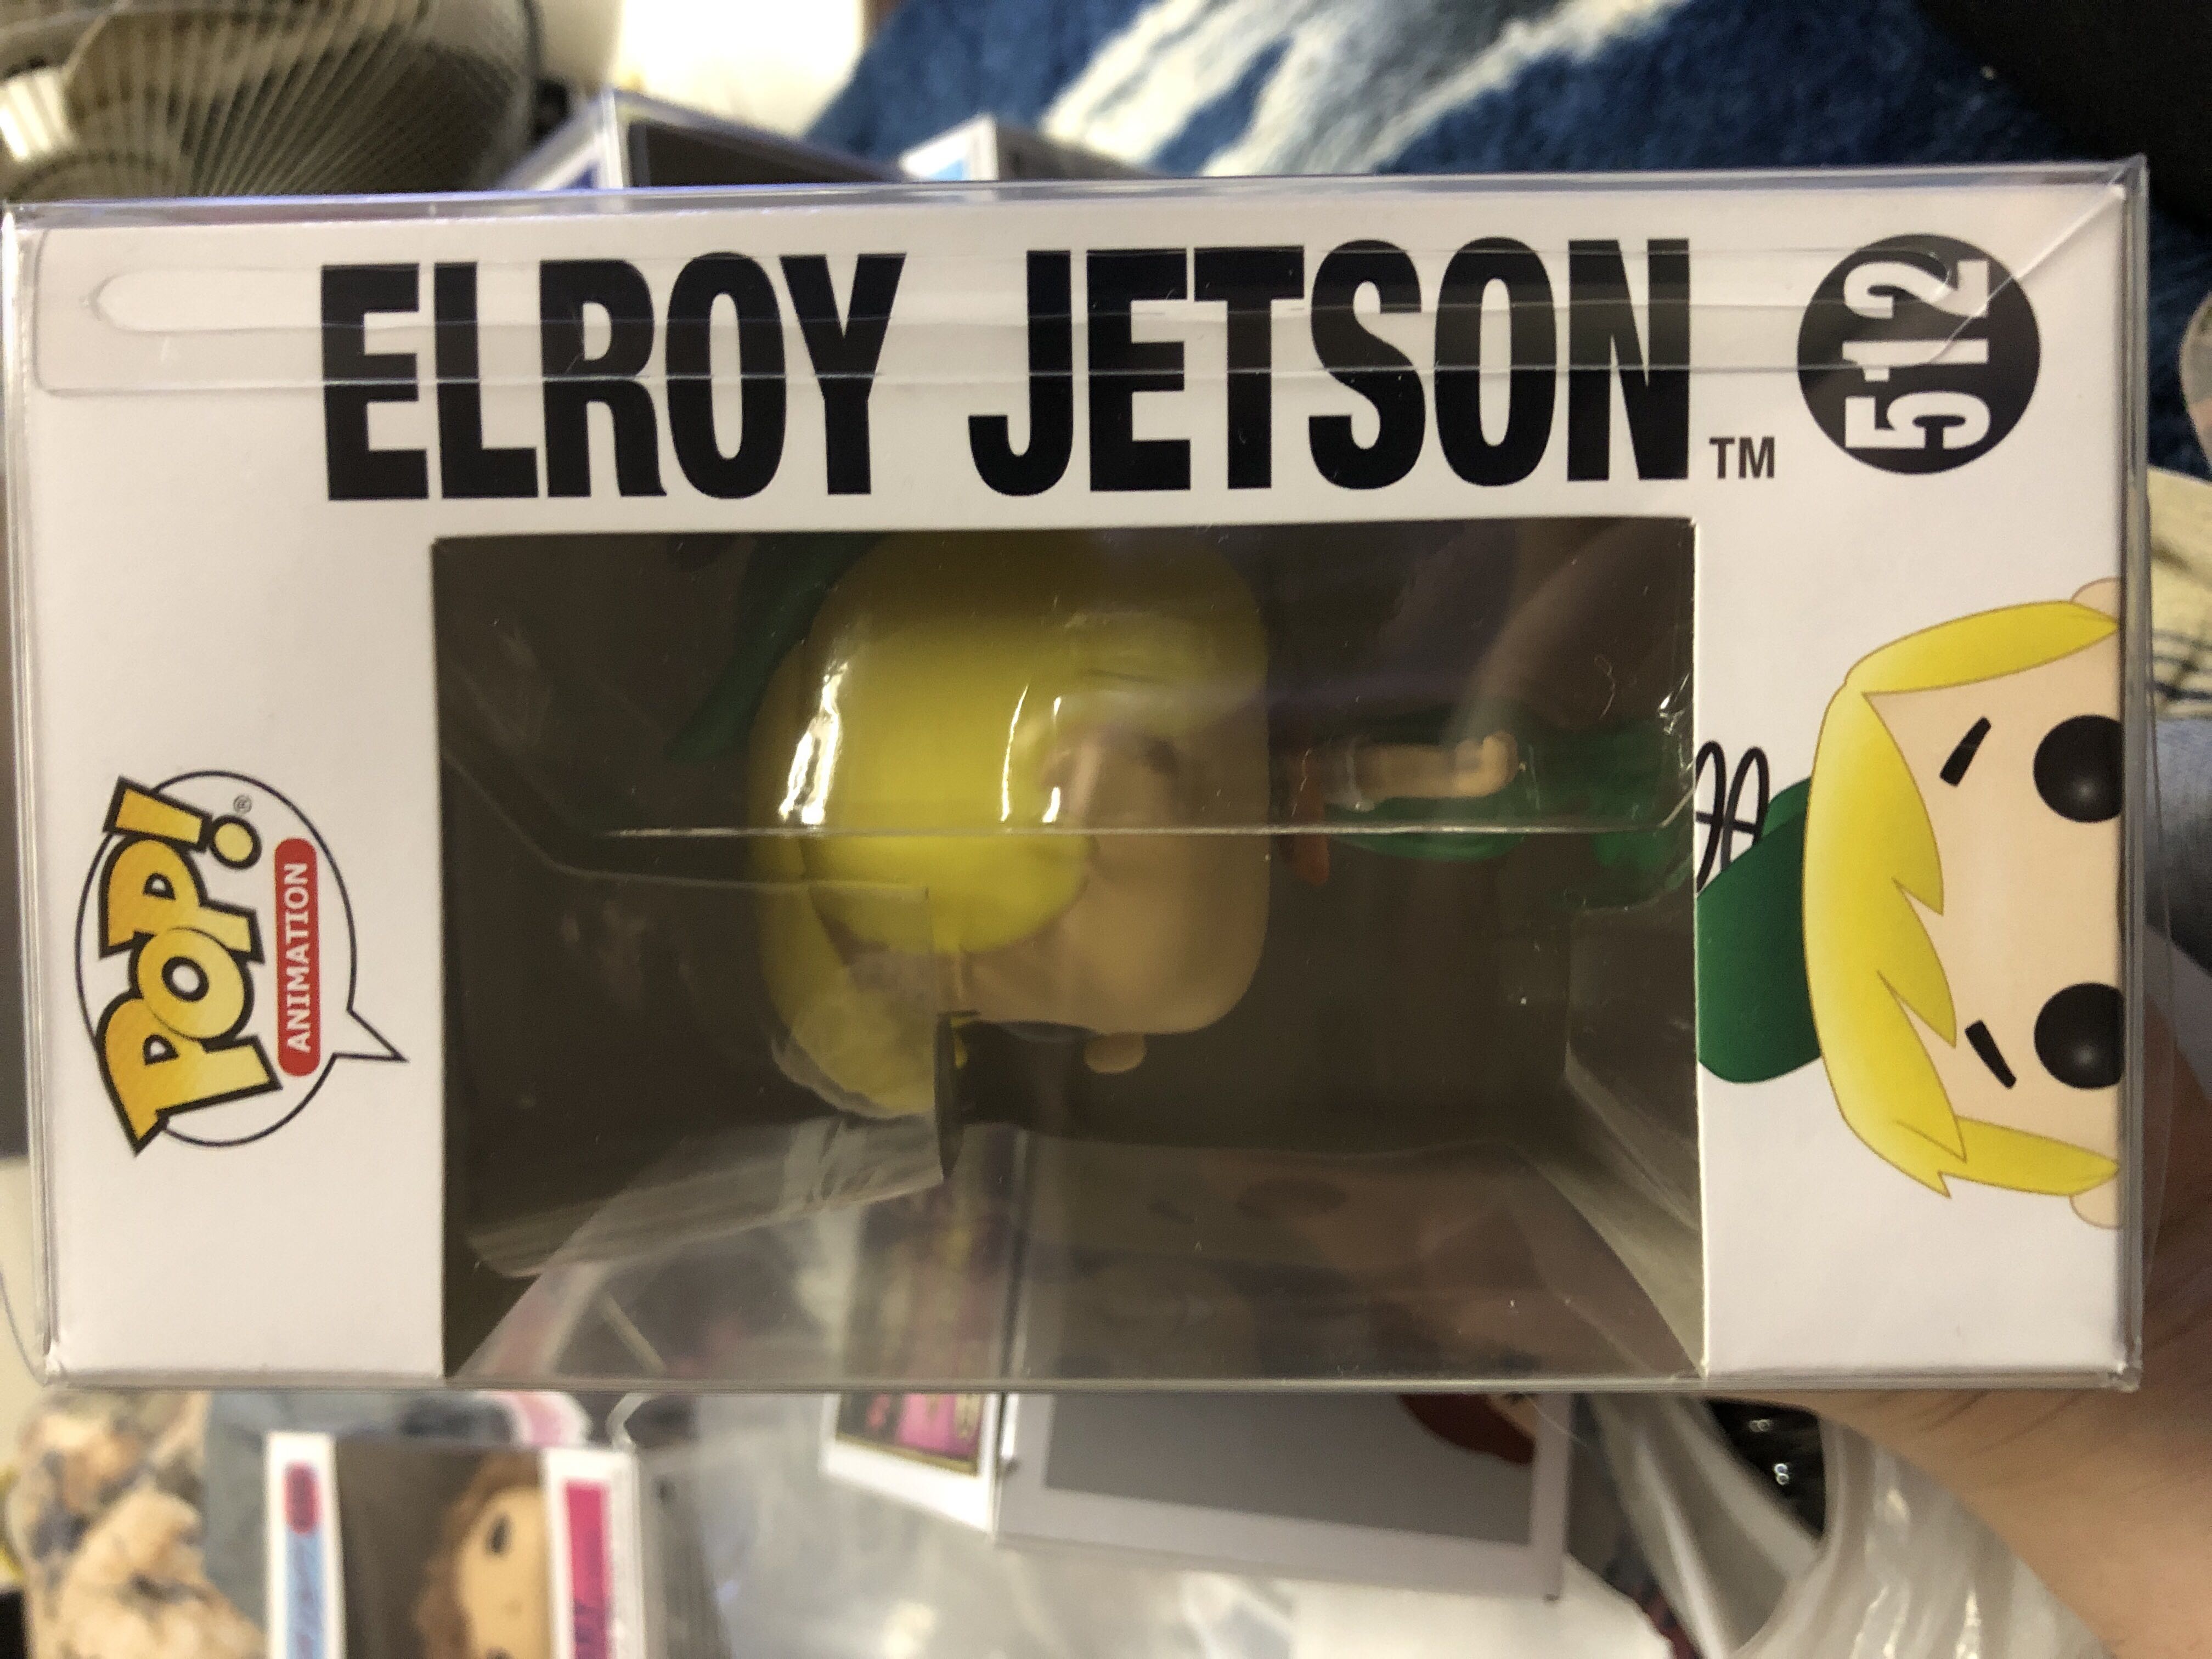 ELROY JETSON™
512
POP!®
ANIMATION